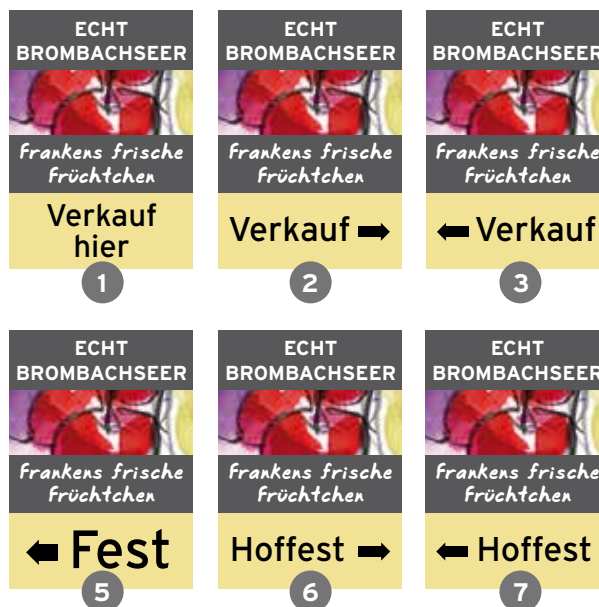 ECHT
BROMBACHSEER
frankens frische
früchtchen
Verkauf
hier
1
ECHT
BROMBACHSEER
frankens frische
früchtchen
Verkauf ➡
2
ECHT
BROMBACHSEER
frankens frische
früchtchen
⬅ Verkauf
3
ECHT
BROMBACHSEER
frankens frische
früchtchen
⬅ Fest
5
ECHT
BROMBACHSEER
frankens frische
früchtchen
Hoffest ➡
6
ECHT
BROMBACHSEER
frankens frische
früchtchen
⬅ Hoffest
7